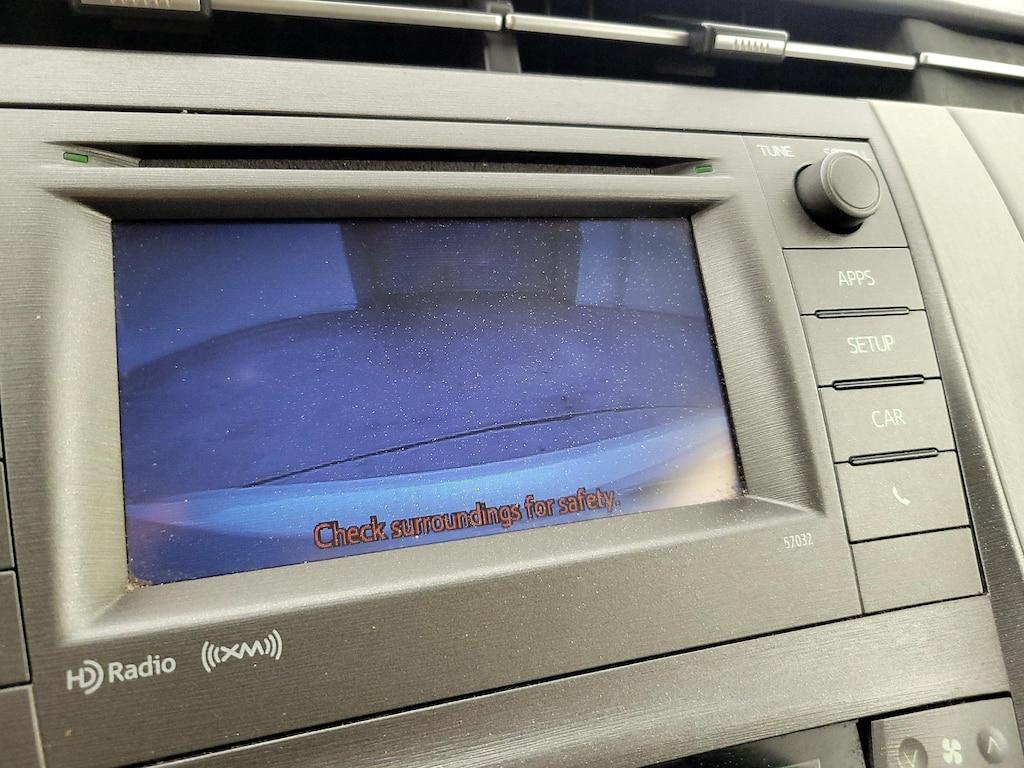 TUNE
APPS
SETUP
CAR
Check surroundings for safety.
57032
HD Radio
((XM))